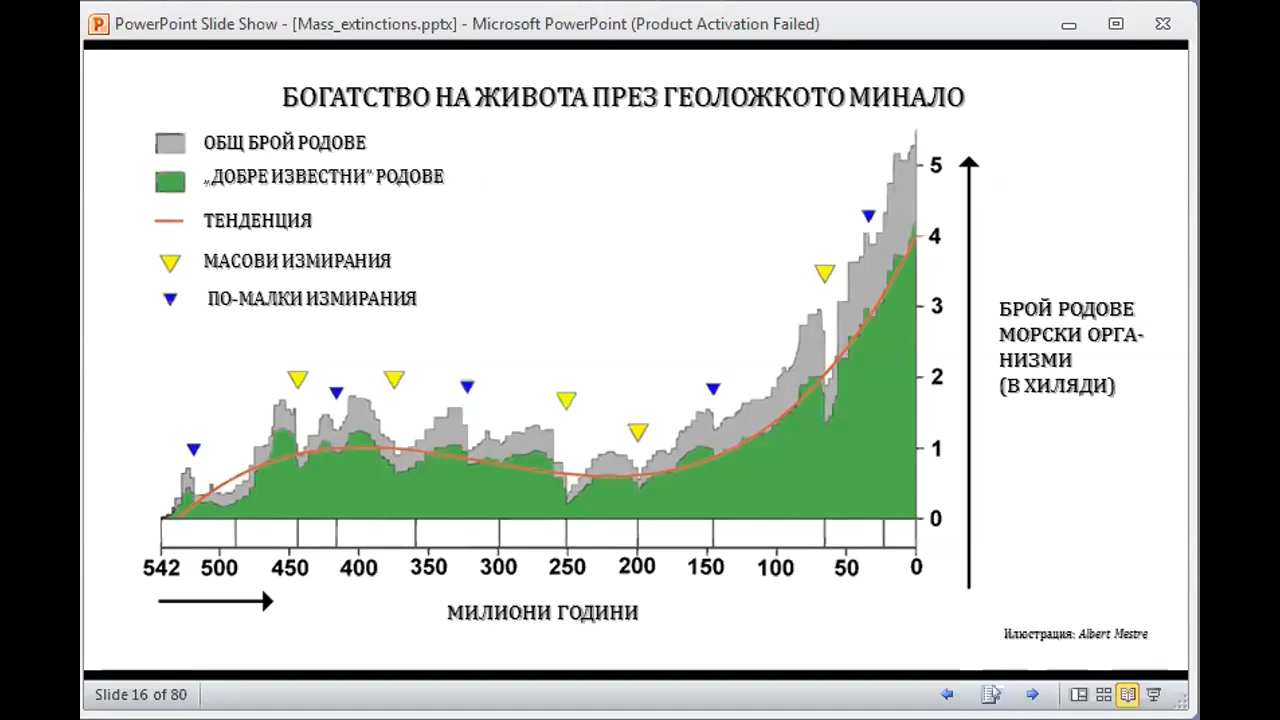 PowerPoint Slide Show - [Mass_extinctions.pptx] - Microsoft PowerPoint (Product Activation Failed)
БОГАТСТВО НА ЖИВОТА ПРЕЗ ГЕОЛОЖКОТО МИНАЛО
ОБЩ БРОЙ РОДОВЕ
„ДОБРЕ ИЗВЕСТНИ“ РОДОВЕ
ТЕНДЕНЦИЯ
МАСОВИ ИЗМИРАНИЯ
ПО-МАЛКИ ИЗМИРАНИЯ
5
4
3
2
1
0
БРОЙ РОДОВЕ
МОРСКИ ОРГА-
НИЗМИ
(В ХИЛЯДИ)
542 500 450 400 350 300 250 200 150 100 50 0
МИЛИОНИ ГОДИНИ
Илюстрация: Albert Mestre
Slide 16 of 80